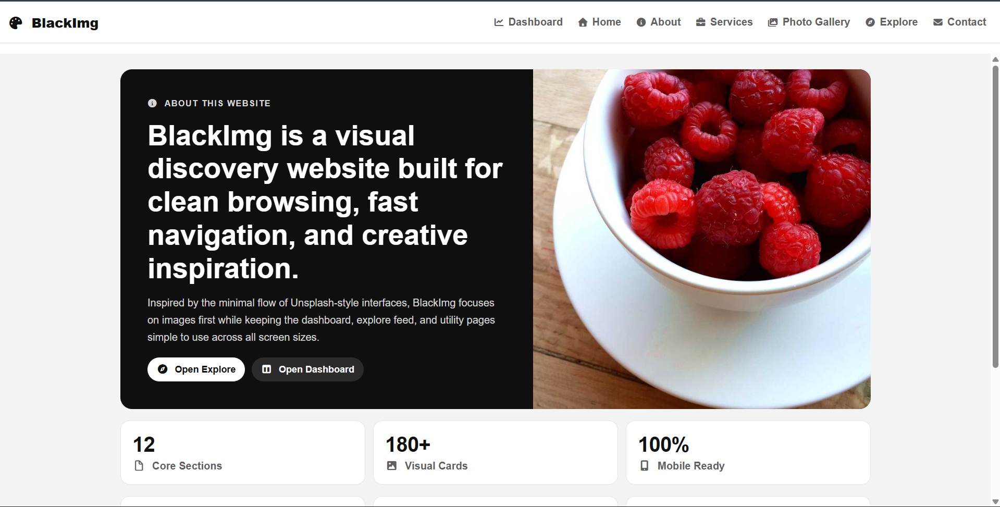 BlackImg
Dashboard
Home
About
Services
Photo Gallery
Explore
Contact
ABOUT THIS WEBSITE
BlackImg is a visual
discovery website built for
clean browsing, fast
navigation, and creative
inspiration.
Inspired by the minimal flow of Unsplash-style interfaces, BlackImg focuses
on images first while keeping the dashboard, explore feed, and utility pages
simple to use across all screen sizes.
Open Explore
Open Dashboard
12
Core Sections
180+
Visual Cards
100%
Mobile Ready